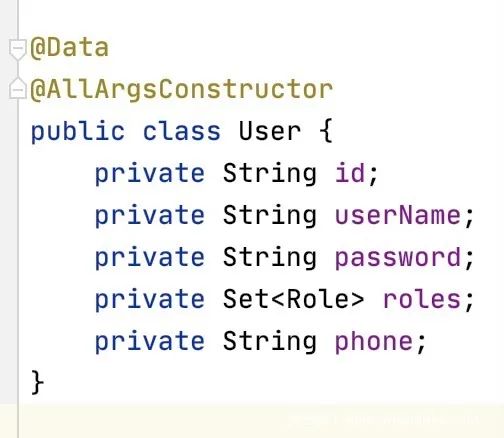 @Data
@AllArgsConstructor
public class User {
    private String id;
    private String userName;
    private String password;
    private Set<Role> roles;
    private String phone;
}